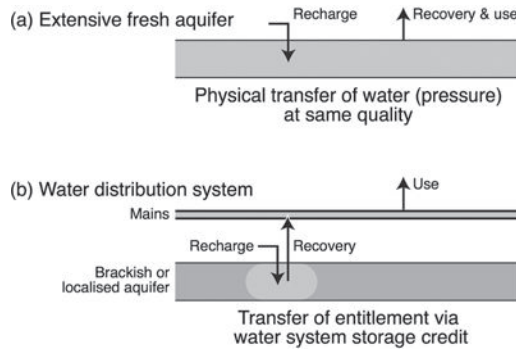 (a) Extensive fresh aquifer
Recharge
Recovery & use
Physical transfer of water (pressure)
at same quality
(b) Water distribution system
Use
Mains
Recharge
Recovery
Brackish or
localised aquifer
Transfer of entitlement via
water system storage credit